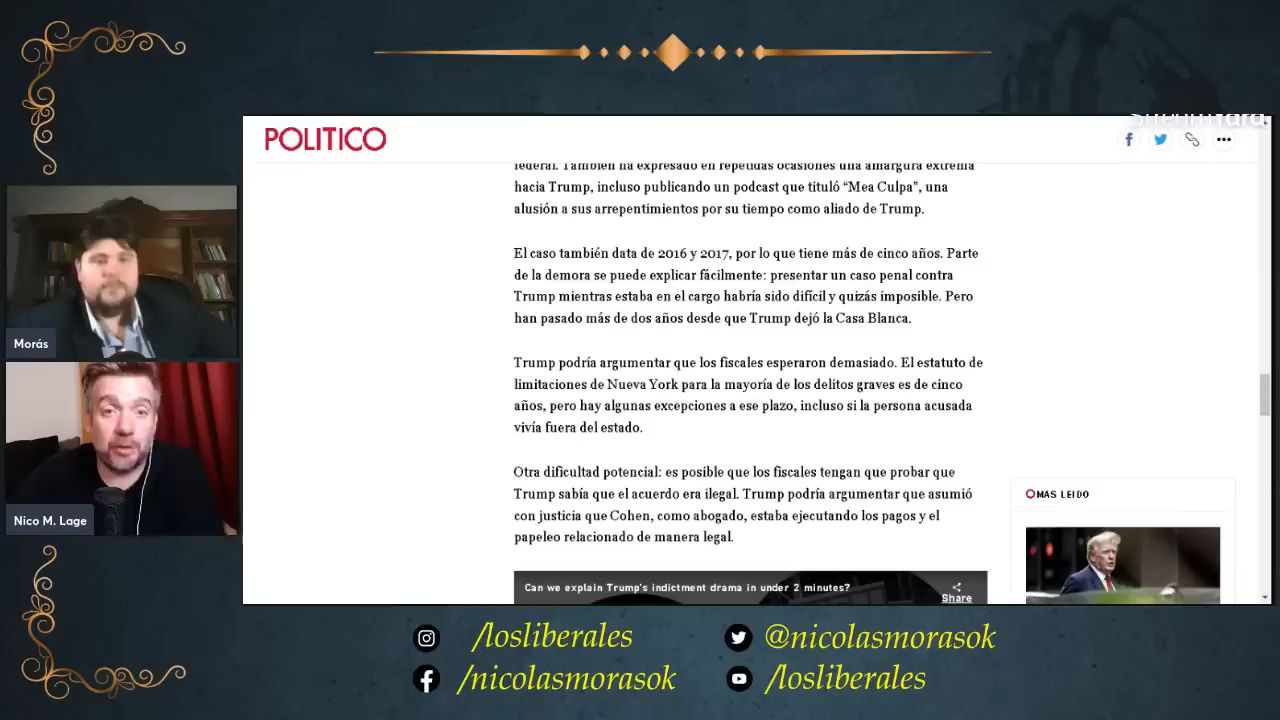 StreamYard
POLITICO
federal. También ha expresado en repetidas ocasiones una amargura extrema
hacia Trump, incluso publicando un podcast que tituló “Mea Culpa”, una
alusión a sus arrepentimientos por su tiempo como aliado de Trump.
El caso también data de 2016 y 2017, por lo que tiene más de cinco años. Parte
de la demora se puede explicar fácilmente: presentar un caso penal contra
Trump mientras estaba en el cargo habría sido difícil y quizás imposible. Pero
han pasado más de dos años desde que Trump dejó la Casa Blanca.
Trump podría argumentar que los fiscales esperaron demasiado. El estatuto de
limitaciones de Nueva York para la mayoría de los delitos graves es de cinco
años, pero hay algunas excepciones a ese plazo, incluso si la persona acusada
vivía fuera del estado.
Otra dificultad potencial: es posible que los fiscales tengan que probar que
Trump sabía que el acuerdo era ilegal. Trump podría argumentar que asumió
con justicia que Cohen, como abogado, estaba ejecutando los pagos y el
papeleo relacionado de manera legal.
Can we explain Trump's indictment drama in under 2 minutes?
Share
MAS LEIDO
Morás
Nico M. Lage
/losliberales
@nicolasmorasok
/nicolasmorasok
/losliberales